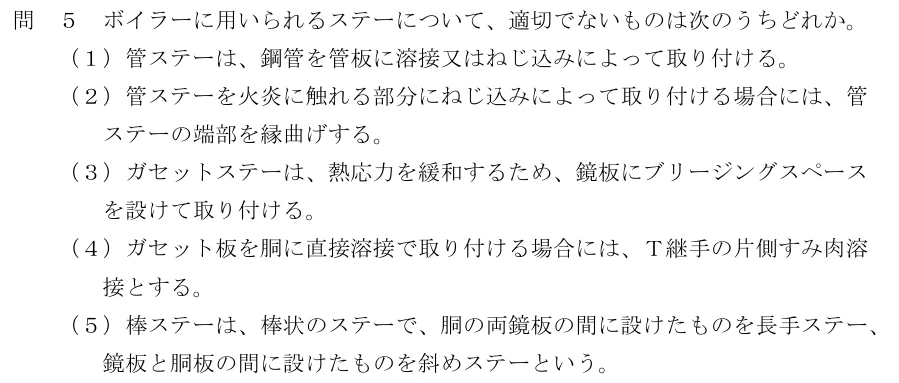 問　５　ボイラーに用いられるステーについて、適切でないものは次のうちどれか。
（１）管ステーは、鋼管を管板に溶接又はねじ込みによって取り付ける。
（２）管ステーを火炎に触れる部分にねじ込みによって取り付ける場合には、管
ステーの端部を縁曲げする。
（３）ガセットステーは、熱応力を緩和するため、鏡板にブリージングスペース
を設けて取り付ける。
（４）ガセット板を胴に直接溶接で取り付ける場合には、Ｔ継手の片側すみ肉溶
接とする。
（５）棒ステーは、棒状のステーで、胴の両鏡板の間に設けたものを長手ステー、
鏡板と胴板の間に設けたものを斜めステーという。